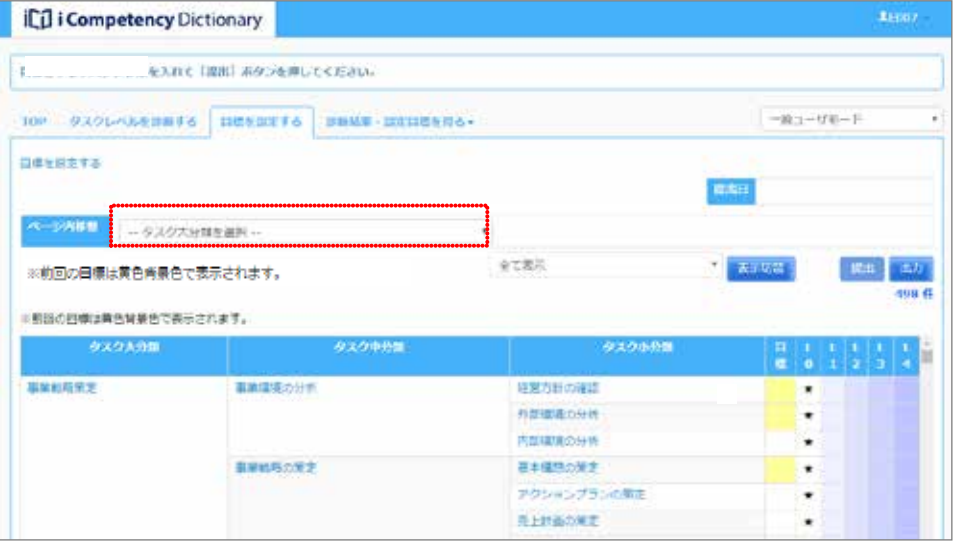 i Competency Dictionary
を入れて［提出］ボタンを押してください。
TOP タスクレベルを診断する 目標を設定する 診断結果・設定目標を見る 一般ユーザモード
目標を設定する
提出日
ページ内移動 -- タスク大分類を選択 --
※前回の目標は黄色背景色で表示されます。 全て表示 表示切替 提出 出力
498 件
※前回の目標は黄色背景色で表示されます。
タスク大分類 タスク中分類 タスク小分類 目標 L0 L1 L2 L3 L4
事業戦略策定 事業環境の分析 経営方針の確認 ★
外部環境の分析 ★
内部環境の分析 ★
事業戦略の策定 基本構想の策定 ★
アクションプランの策定 ★
売上計画の策定 ★